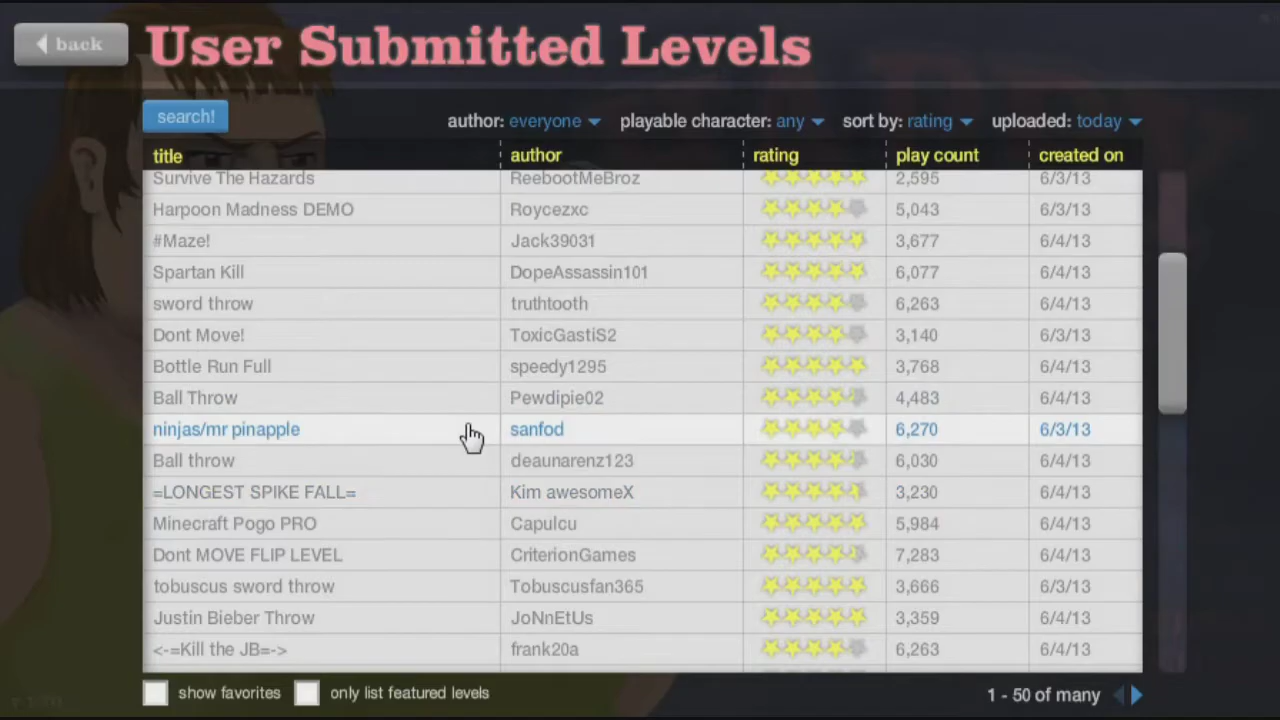 back
User Submitted Levels
search!
author: everyone playable character: any sort by: rating uploaded: today
title author rating play count created on
Survive The Hazards ReebootMeBroz 2,595 6/3/13
Harpoon Madness DEMO Roycezxc 5,043 6/3/13
#Maze! Jack39031 3,677 6/4/13
Spartan Kill DopeAssassin101 6,077 6/4/13
sword throw truthtooth 6,263 6/4/13
Dont Move! ToxicGastiS2 3,140 6/3/13
Bottle Run Full speedy1295 3,768 6/4/13
Ball Throw Pewdipie02 4,483 6/4/13
ninjas/mr pinapple sanfod 6,270 6/3/13
Ball throw deaunarenz123 6,030 6/4/13
=LONGEST SPIKE FALL= Kim awesomeX 3,230 6/4/13
Minecraft Pogo PRO Capulcu 5,984 6/4/13
Dont MOVE FLIP LEVEL CriterionGames 7,283 6/4/13
tobuscus sword throw Tobuscusfan365 3,666 6/3/13
Justin Bieber Throw JoNnEtUs 3,359 6/4/13
<-=Kill the JB=-> frank20a 6,263 6/4/13
show favorites only list featured levels 1 - 50 of many